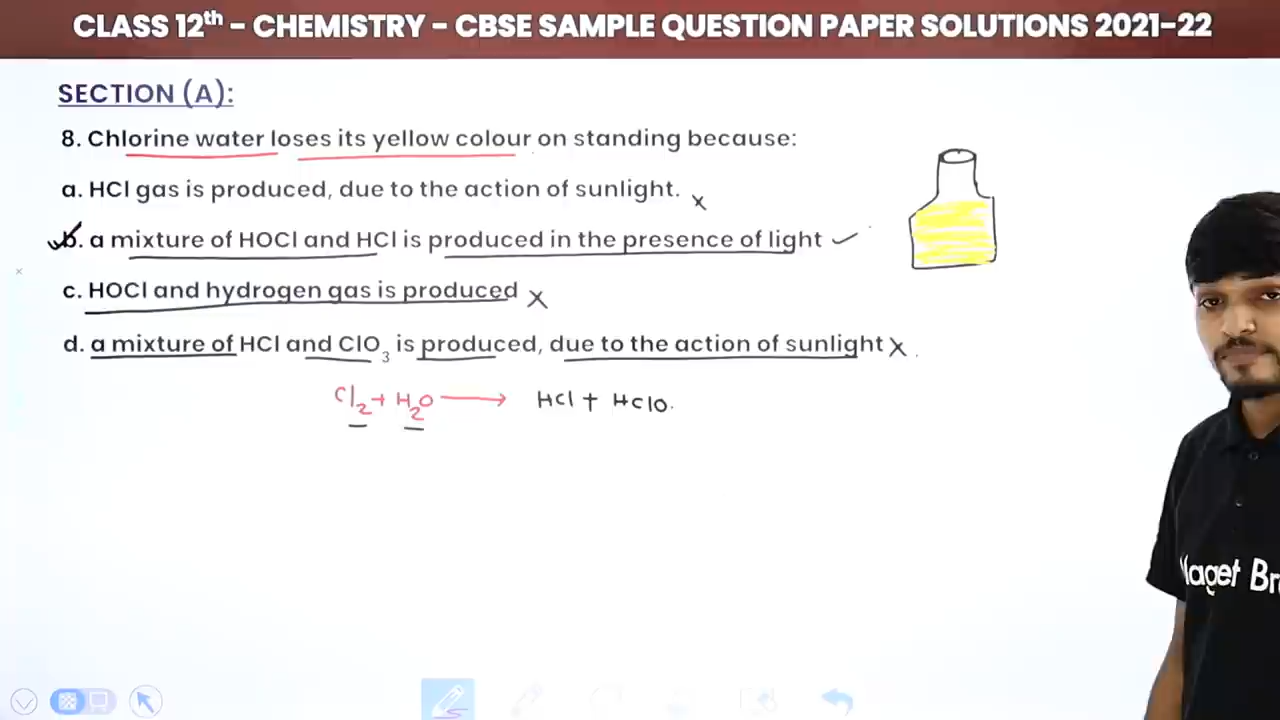 CLASS 12th - CHEMISTRY - CBSE SAMPLE QUESTION PAPER SOLUTIONS 2021-22
SECTION (A):
8. Chlorine water loses its yellow colour on standing because:
a. HCl gas is produced, due to the action of sunlight. x
b. a mixture of HOCl and HCl is produced in the presence of light ✓
c. HOCl and hydrogen gas is produced x
d. a mixture of HCl and ClO3 is produced, due to the action of sunlight x
Cl2 + H2O → HCl + HClO.